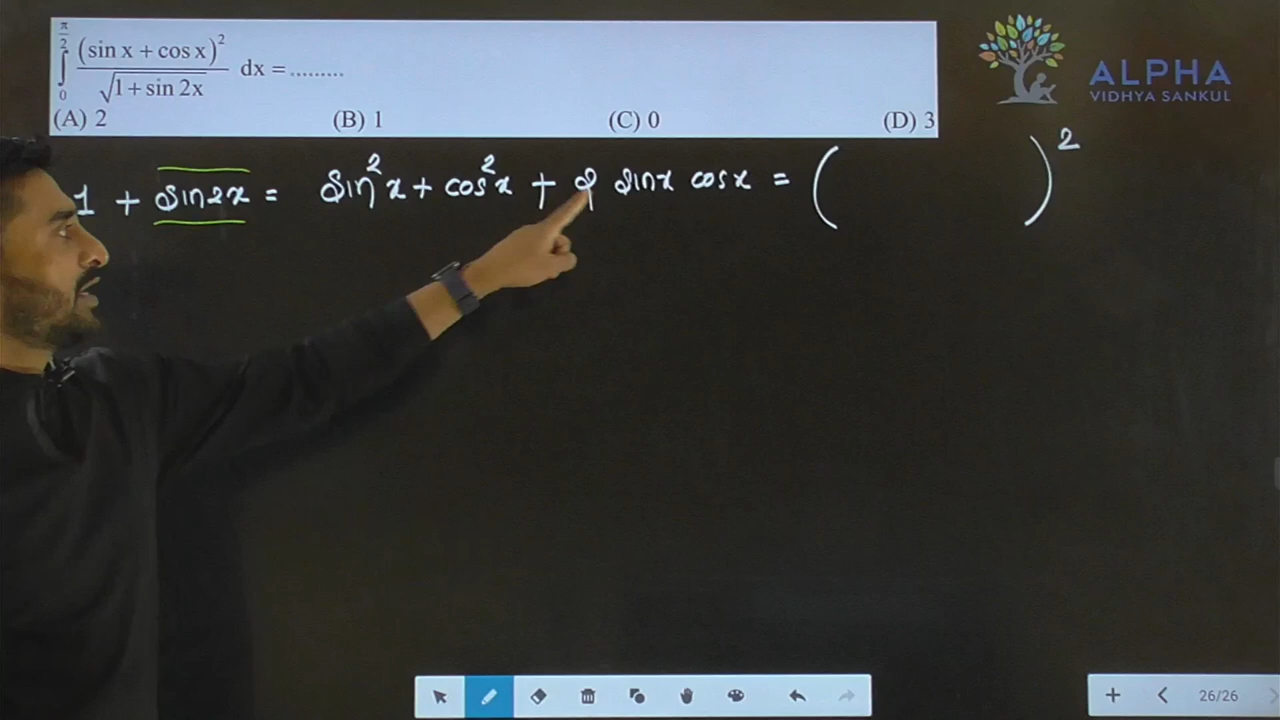 ∫₀^(π/2) (sin x + cos x)² / √(1 + sin 2x) dx = .........
(A) 2 (B) 1 (C) 0 (D) 3
ALPHA
VIDHYA SANKUL
1 + sin2x = sin²x + cos²x + 2 sinx cosx = ( )²
26/26